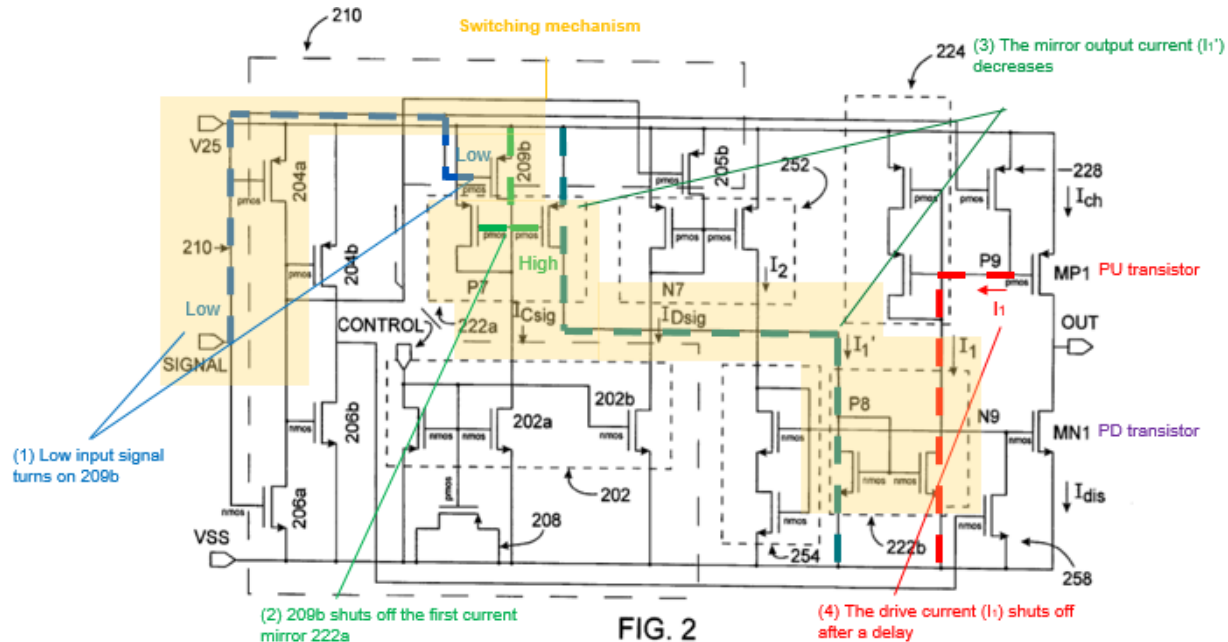 210
Switching mechanism
(3) The mirror output current (I₁')
decreases
224
V25
204a
pmos
Low
209b
pmos
205b
pmos
252
pmos
228
Ich
210
204b
pmos
pmos
pmos
pmos
pmos
High
P7
I2
N7
P9
pmos
pmos
MP1
PU transistor
I₁
Low
SIGNAL
CONTROL
222a
ICsig
IDsig
I1'
I1
OUT
206b
nmos
202a
nmos
nmos
202b
nmos
P8
N9
MN1
PD transistor
nmos
(1) Low input signal
turns on 209b
206a
nmos
pmos
202
nmos
nmos
nmos
nmos
Idis
VSS
208
254
222b
258
(2) 209b shuts off the first current
mirror 222a
FIG. 2
(4) The drive current (I₁) shuts off
after a delay